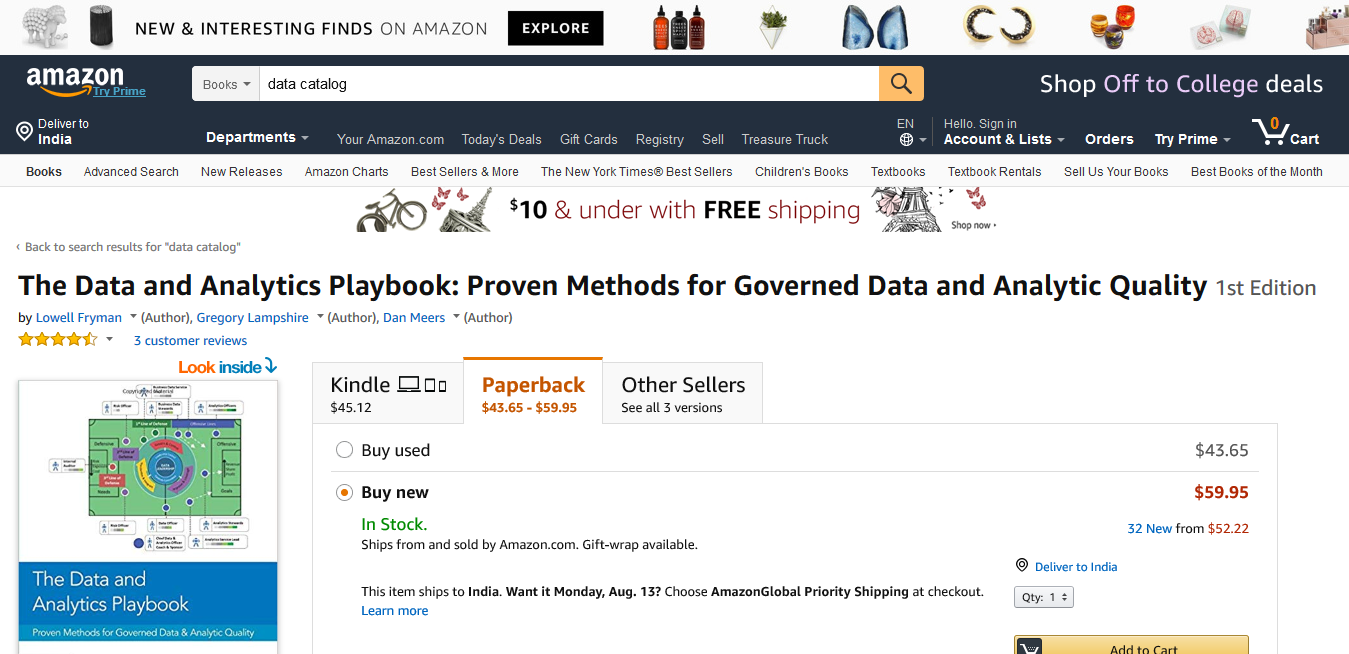 NEW & INTERESTING FINDS ON AMAZON EXPLORE
amazon
Try Prime
Books
data catalog
Shop Off to College deals
Deliver to
India
Departments
Your Amazon.com Today's Deals Gift Cards Registry Sell Treasure Truck
EN
Hello. Sign in
Account & Lists
Orders
Try Prime
0
Cart
Books Advanced Search New Releases Amazon Charts Best Sellers & More The New York Times® Best Sellers Children's Books Textbooks Textbook Rentals Sell Us Your Books Best Books of the Month
$10 & under with FREE shipping
Shop now ›
‹ Back to search results for "data catalog"
The Data and Analytics Playbook: Proven Methods for Governed Data and Analytic Quality 1st Edition
by Lowell Fryman (Author), Gregory Lampshire (Author), Dan Meers (Author)
3 customer reviews
Look inside
The Data and
Analytics Playbook
Proven Methods for Governed Data & Analytic Quality
Kindle
$45.12
Paperback
$43.65 - $59.95
Other Sellers
See all 3 versions
Buy used
$43.65
Buy new
$59.95
In Stock.
Ships from and sold by Amazon.com. Gift-wrap available.
32 New from $52.22
This item ships to India. Want it Monday, Aug. 13? Choose AmazonGlobal Priority Shipping at checkout.
Learn more
Deliver to India
Qty: 1
Add to Cart